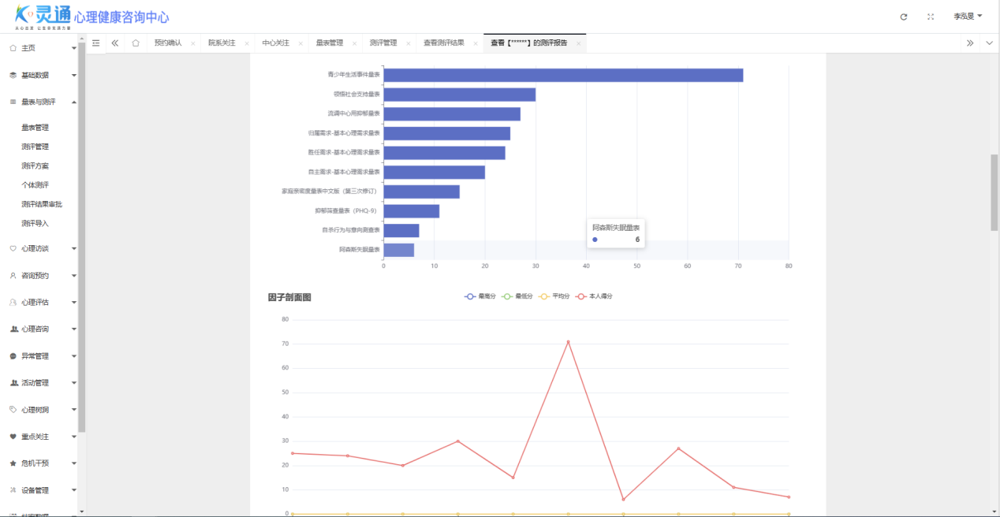 灵通 心理健康咨询中心
从心出发 让生命发挥力量
李泓旻
预约确认 × 院系关注 × 中心关注 × 量表管理 × 测评管理 × 查看测评结果 × 查看【******】的测评报告 ×
主页
基础数据
量表与测评
量表管理
测评管理
测评方案
个体测评
测评结果审批
测评导入
心理访谈
咨询预约
心理评估
心理咨询
异常管理
活动管理
心理树洞
重点关注
危机干预
设备管理
青少年生活事件量表
领悟社会支持量表
流调中心用抑郁量表
归属需求-基本心理需求量表
胜任需求-基本心理需求量表
自主需求-基本心理需求量表
家庭亲密度量表中文版（第三次修订）
抑郁筛查量表（PHQ-9）
自杀行为与意向测查表
阿森斯失眠量表
0 10 20 30 40 50 60 70 80
阿森斯失眠量表
6
因子剖面图
最高分 最低分 平均分 本人得分
80
70
60
50
40
30
20
10
0